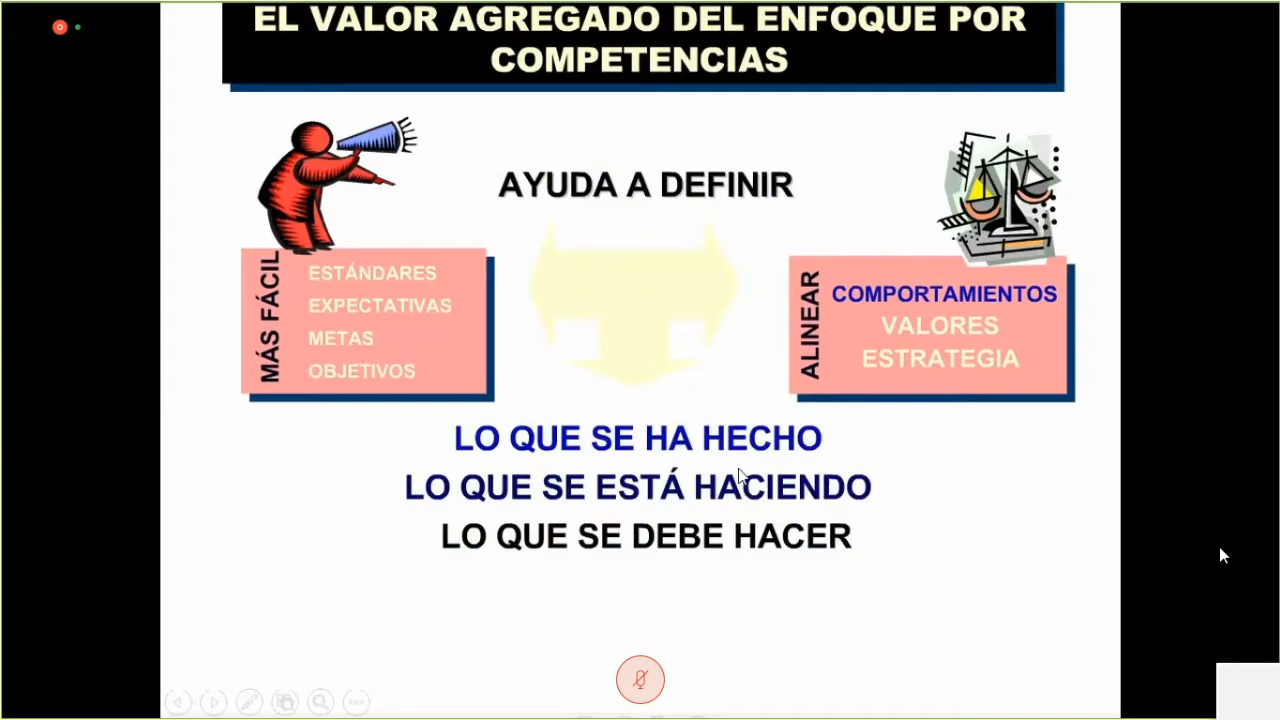 EL VALOR AGREGADO DEL ENFOQUE POR
COMPETENCIAS
AYUDA A DEFINIR
MÁS FÁCIL
ESTÁNDARES
EXPECTATIVAS
METAS
OBJETIVOS
ALINEAR
COMPORTAMIENTOS
VALORES
ESTRATEGIA
LO QUE SE HA HECHO
LO QUE SE ESTÁ HACIENDO
LO QUE SE DEBE HACER